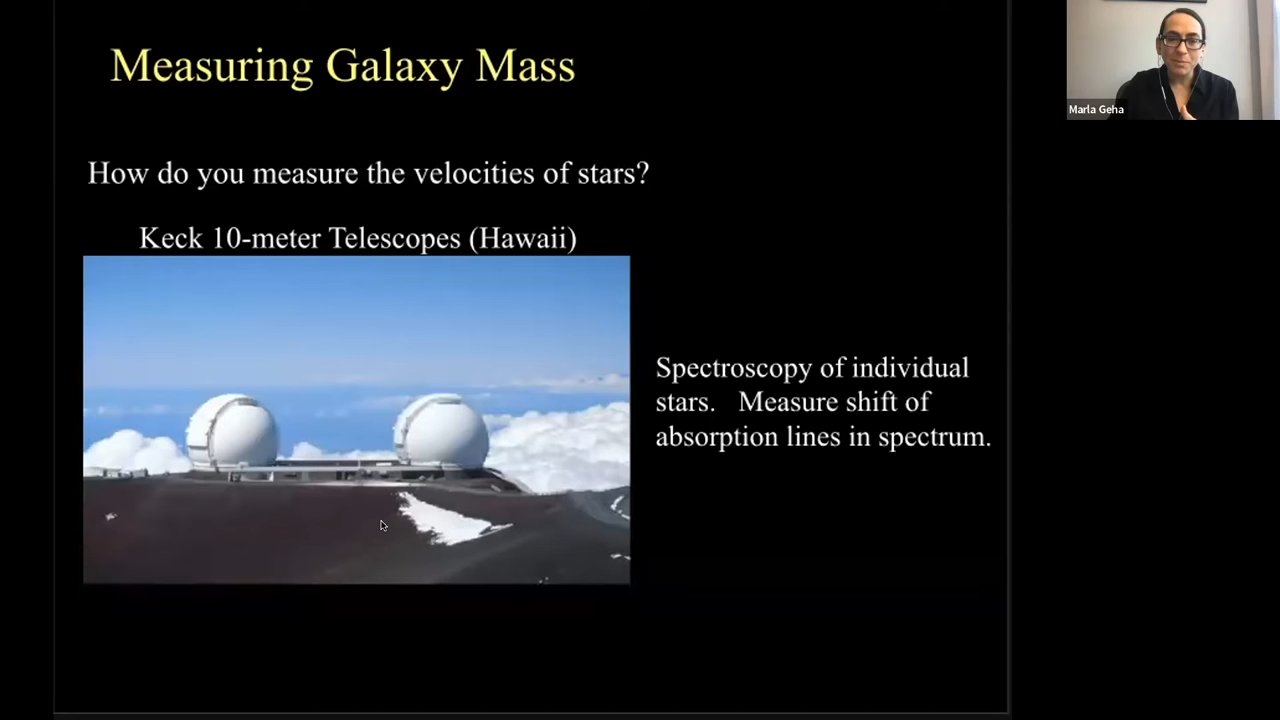 Measuring Galaxy Mass
Marla Geha
How do you measure the velocities of stars?
Keck 10-meter Telescopes (Hawaii)
Spectroscopy of individual
stars. Measure shift of
absorption lines in spectrum.